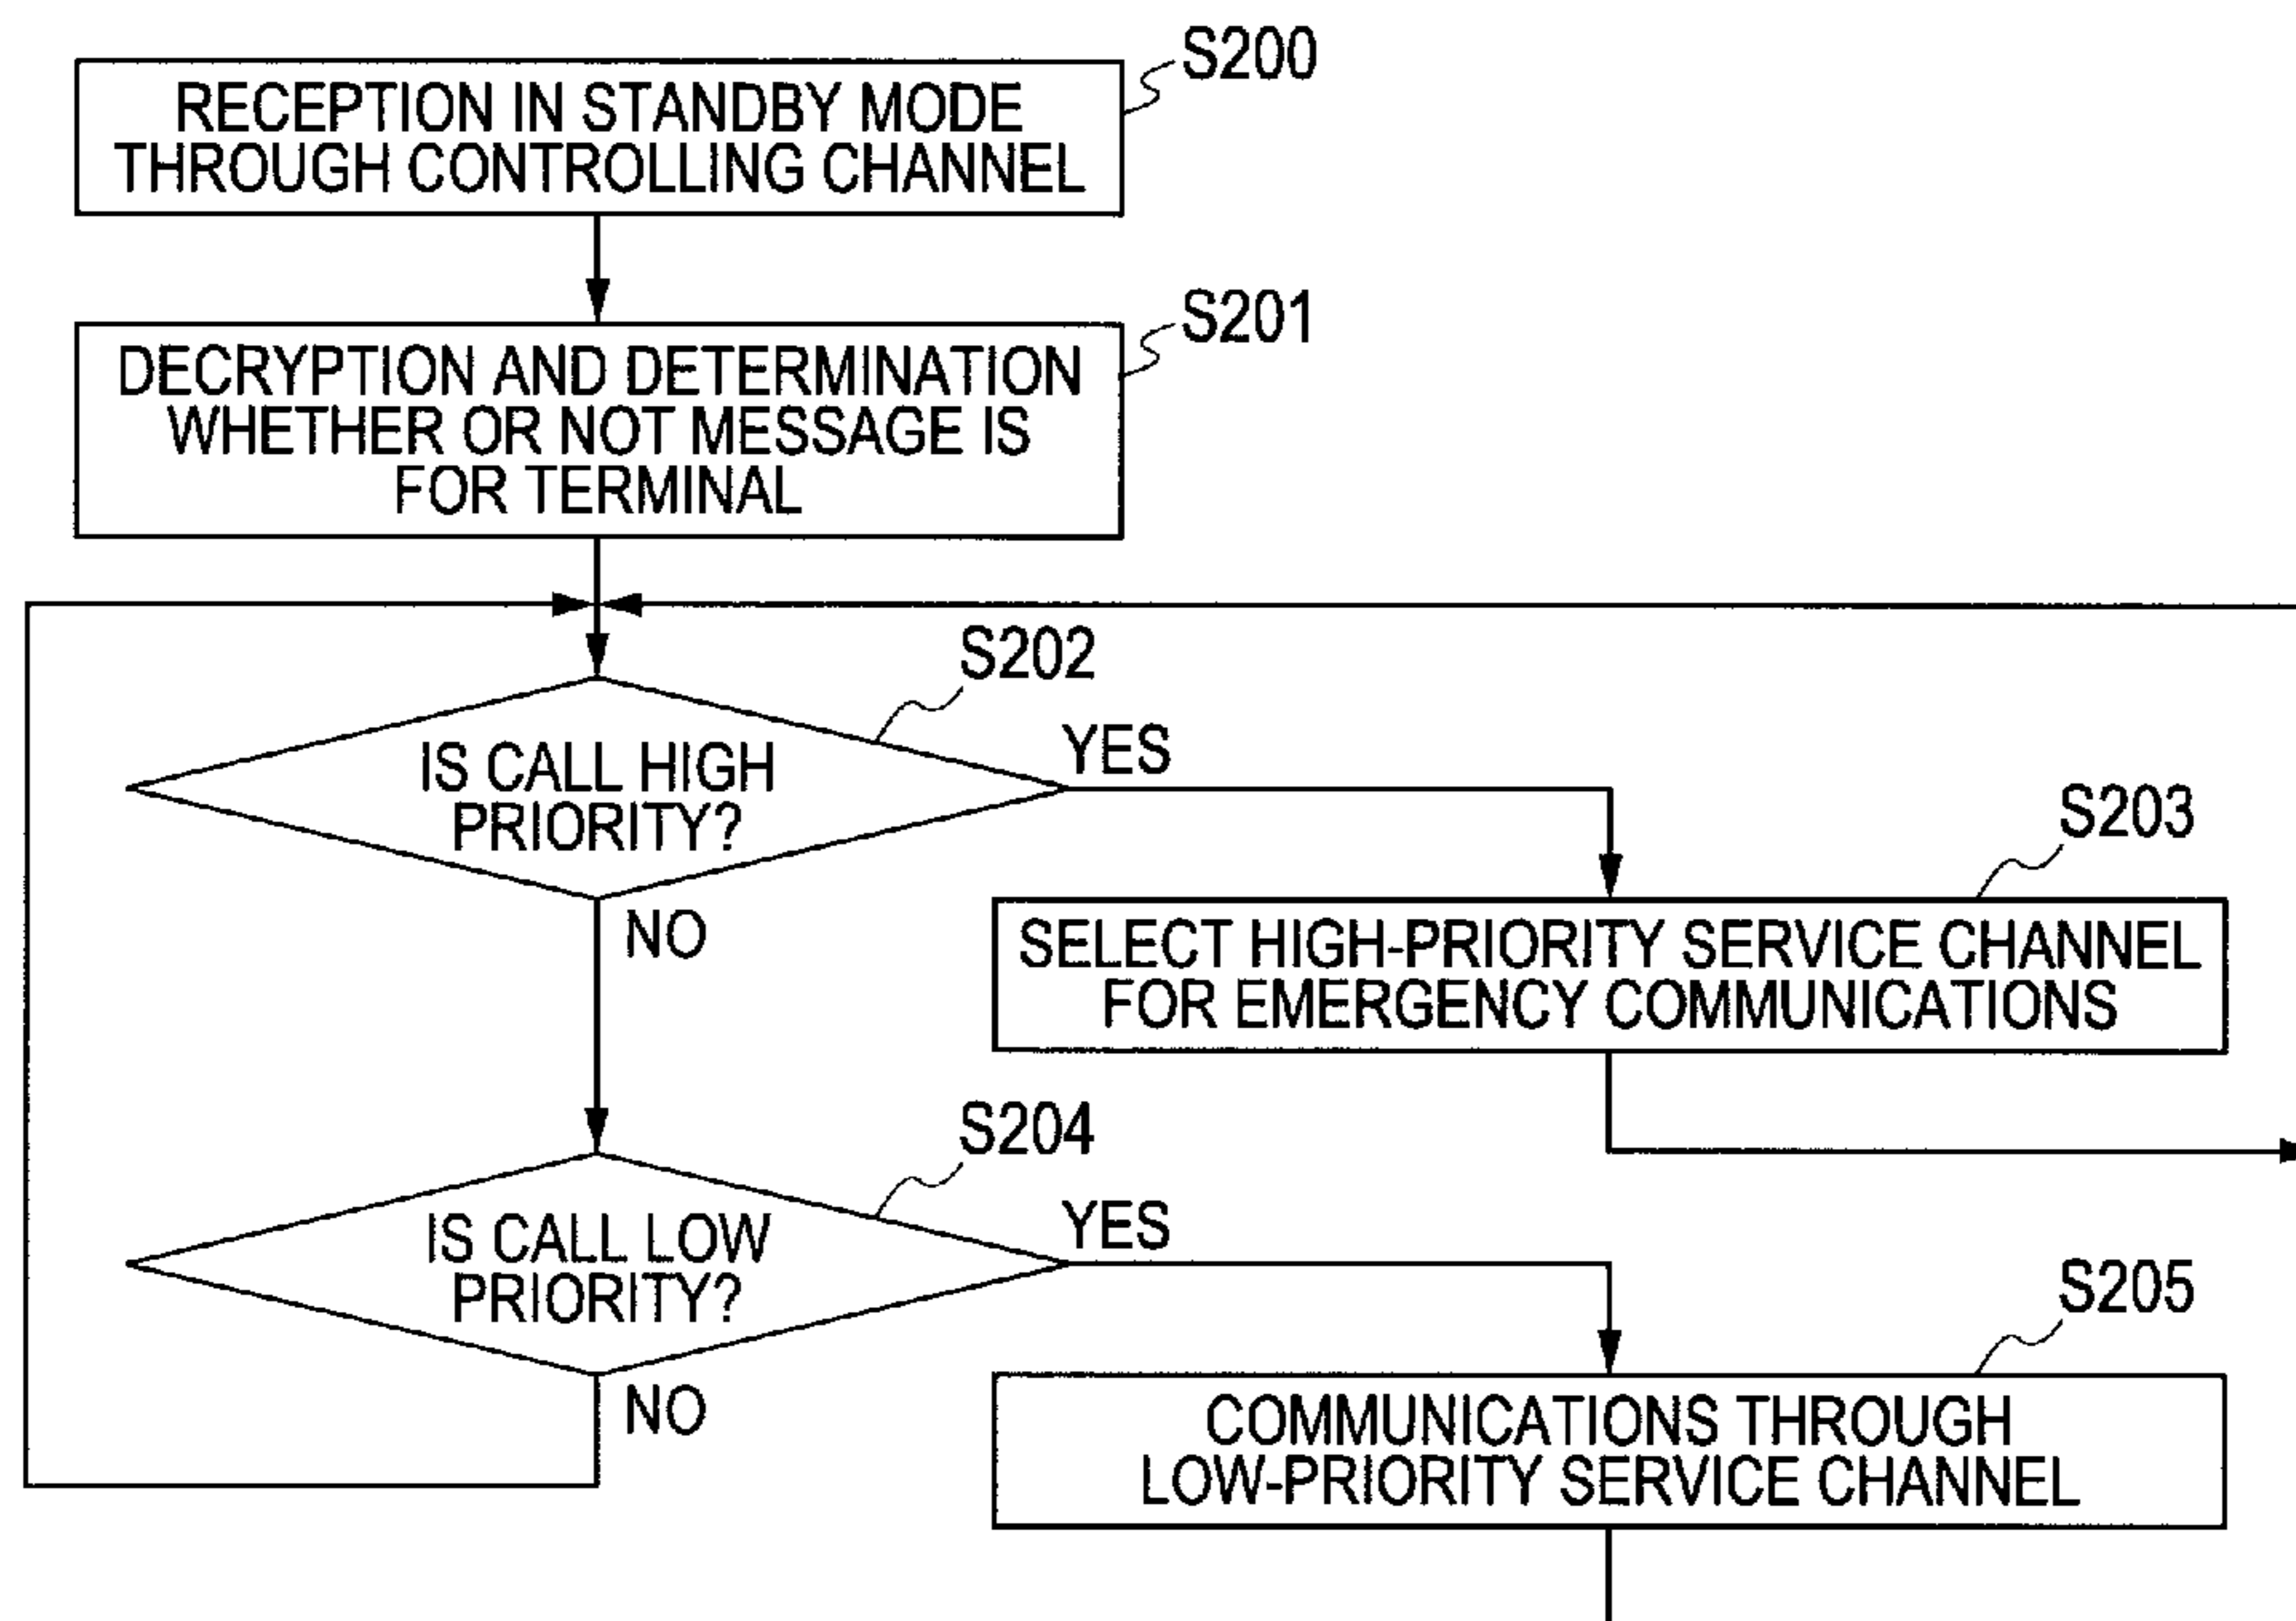 S200
RECEPTION IN STANDBY MODE
THROUGH CONTROLLING CHANNEL
S201
DECRYPTION AND DETERMINATION
WHETHER OR NOT MESSAGE IS
FOR TERMINAL
S202
IS CALL HIGH
PRIORITY?
YES
NO
S203
SELECT HIGH-PRIORITY SERVICE CHANNEL
FOR EMERGENCY COMMUNICATIONS
S204
IS CALL LOW
PRIORITY?
YES
NO
S205
COMMUNICATIONS THROUGH
LOW-PRIORITY SERVICE CHANNEL